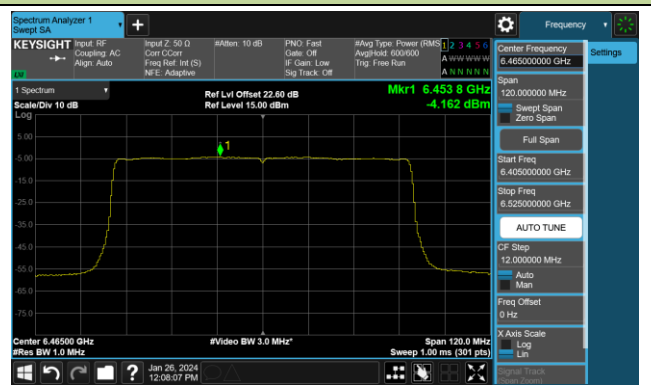 Spectrum Analyzer 1
Swept SA
+
Frequency
KEYSIGHT
Input: RF
Coupling: AC
Align: Auto
Input Z: 50 Ω
Corr CCorr
Freq Ref: Int (S)
NFE: Adaptive
#Atten: 10 dB
PNO: Fast
Gate: Off
IF Gain: Low
Sig Track: Off
#Avg Type: Power (RMS
Avg|Hold: 600/600
Trig: Free Run
1 2 3 4 5 6
A W W W W W
A N N N N N
LXI
Center Frequency
6.465000000 GHz
Settings
Span
120.000000 MHz
Swept Span
Zero Span
Full Span
Start Freq
6.405000000 GHz
Stop Freq
6.525000000 GHz
AUTO TUNE
CF Step
12.000000 MHz
Auto
Man
Freq Offset
0 Hz
X Axis Scale
Log
Lin
Signal Track
(Span Zoom)
1 Spectrum
Scale/Div 10 dB
Log
Ref Lvl Offset 22.60 dB
Ref Level 15.00 dBm
Mkr1 6.453 8 GHz
-4.162 dBm
1
5.00
-5.00
-15.0
-25.0
-35.0
-45.0
-55.0
-65.0
-75.0
Center 6.46500 GHz
#Res BW 1.0 MHz
#Video BW 3.0 MHz*
Span 120.0 MHz
Sweep 1.00 ms (301 pts)
?
Jan 26, 2024
12:08:07 PM